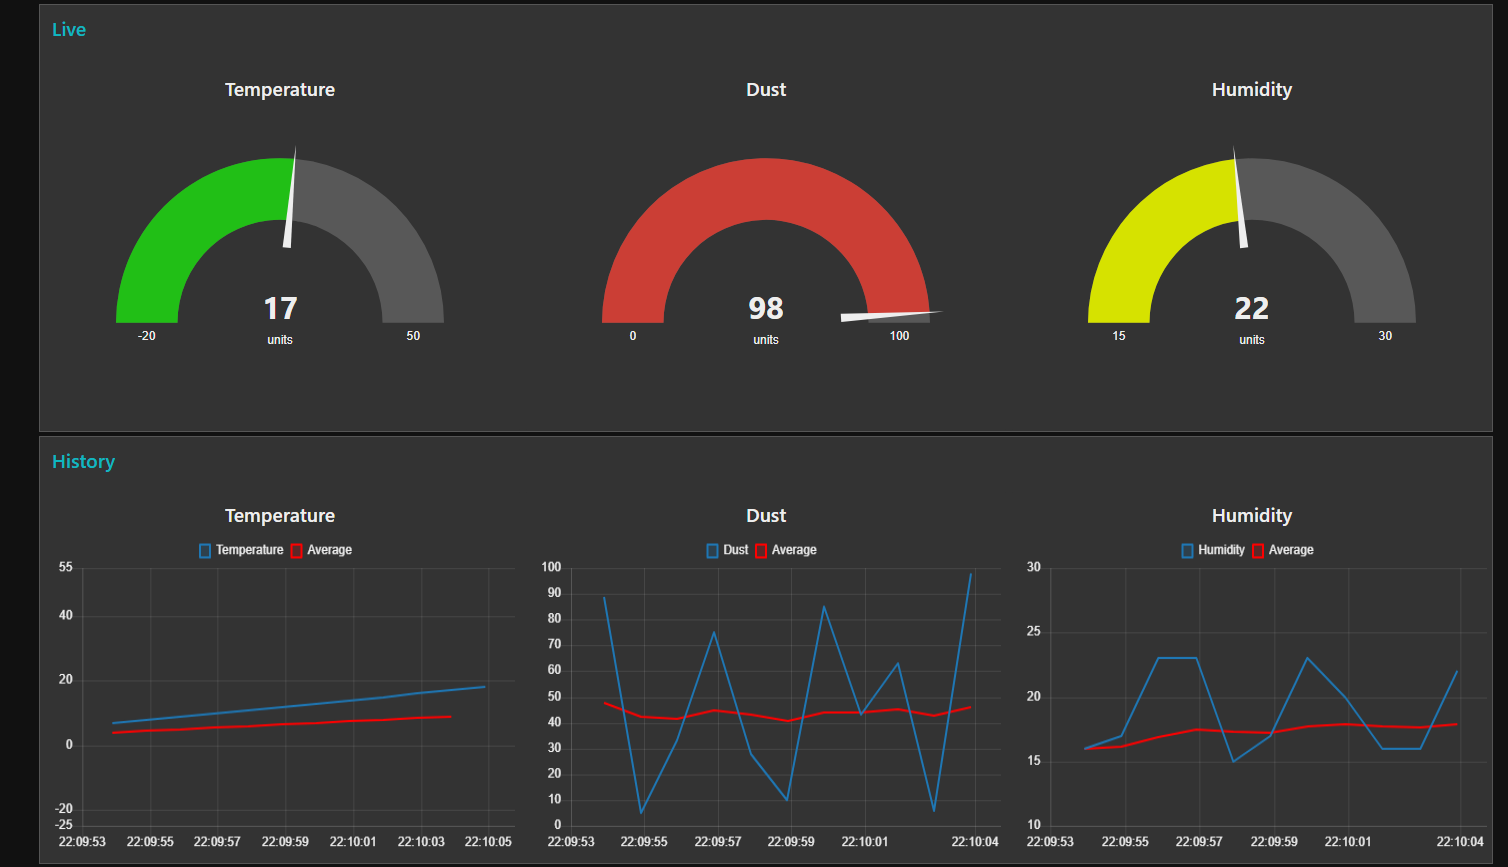 Live
Temperature Dust Humidity
17 98 22
-20 units 50 0 units 100 15 units 30
History
Temperature Dust Humidity
Temperature Average Dust Average Humidity Average
55 100 30
90
40 80 25
70
20 60 20
50
0 40 15
30
-20 20
10
-25 0 10
22:09:53 22:09:55 22:09:57 22:09:59 22:10:01 22:10:03 22:10:05 22:09:53 22:09:55 22:09:57 22:09:59 22:10:01 22:10:04 22:09:53 22:09:55 22:09:57 22:09:59 22:10:01 22:10:04